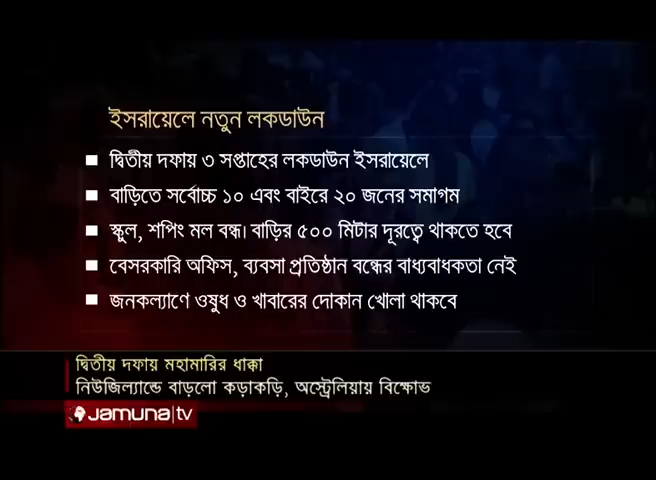 ইসরায়েলে নতুন লকডাউন
দ্বিতীয় দফায় ৩ সপ্তাহের লকডাউন ইসরায়েলে
বাড়িতে সর্বোচ্চ ১০ এবং বাইরে ২০ জনের সমাগম
স্কুল, শপিং মল বন্ধ। বাড়ির ৫০০ মিটার দূরত্বে থাকতে হবে
বেসরকারি অফিস, ব্যবসা প্রতিষ্ঠান বন্ধের বাধ্যবাধকতা নেই
জনকল্যাণে ওষুধ ও খাবারের দোকান খোলা থাকবে
দ্বিতীয় দফায় মহামারির ধাক্কা
নিউজিল্যান্ডে বাড়লো কড়াকড়ি, অস্ট্রেলিয়ায় বিক্ষোভ
Jamuna|tv